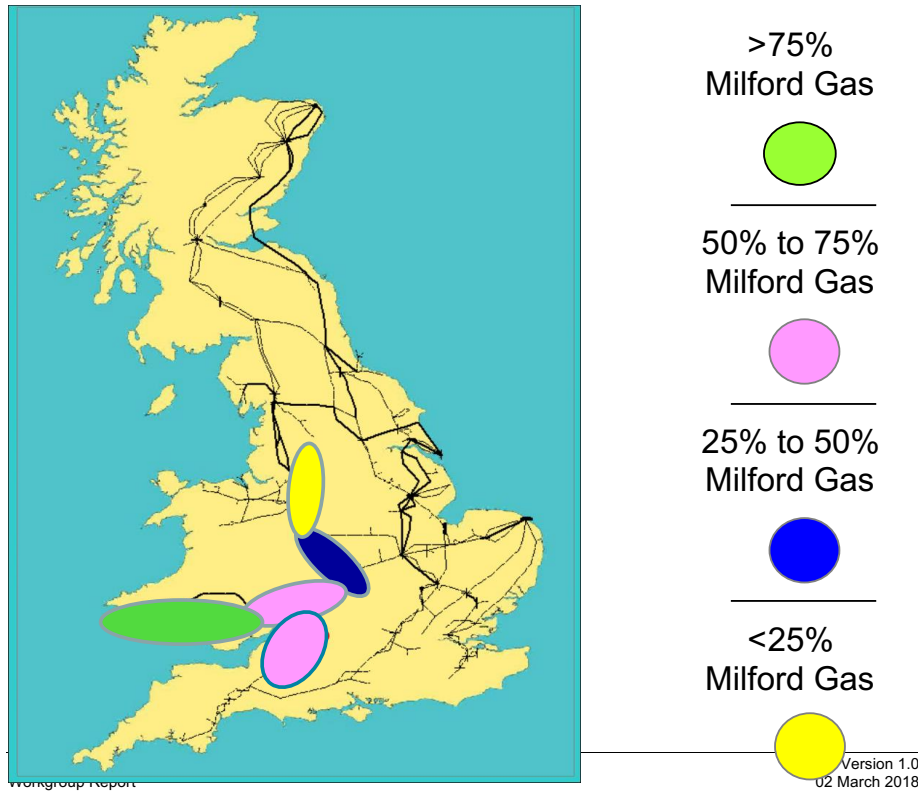 >75%
Milford Gas
50% to 75%
Milford Gas
25% to 50%
Milford Gas
<25%
Milford Gas
Version 1.0
Workgroup Report
02 March 2018